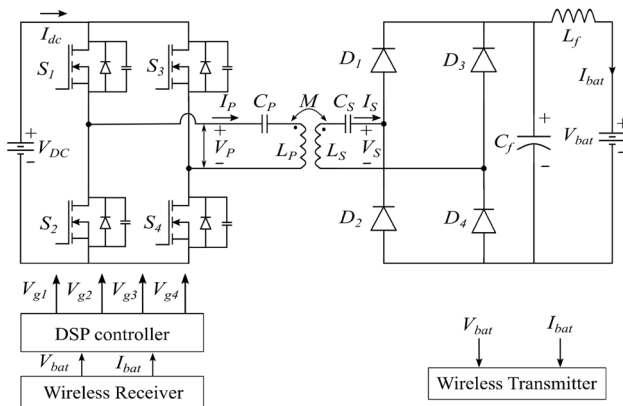 I_dc
S_1
S_3
D_1
D_3
L_f
I_bat
I_P
C_P
M
C_S
I_S
+
V_DC
-
+
V_P
-
L_P
L_S
+
V_S
-
C_f
+
-
V_bat
+
-
S_2
S_4
D_2
D_4
V_g1
V_g2
V_g3
V_g4
DSP controller
V_bat
I_bat
Wireless Receiver
V_bat
I_bat
Wireless Transmitter